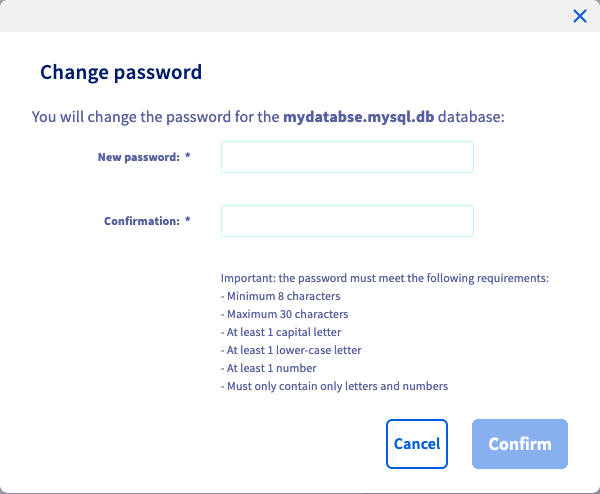 Change password
You will change the password for the mydatabse.mysql.db database:
New password: *
Confirmation: *
Important: the password must meet the following requirements:
- Minimum 8 characters
- Maximum 30 characters
- At least 1 capital letter
- At least 1 lower-case letter
- At least 1 number
- Must only contain only letters and numbers
Cancel Confirm